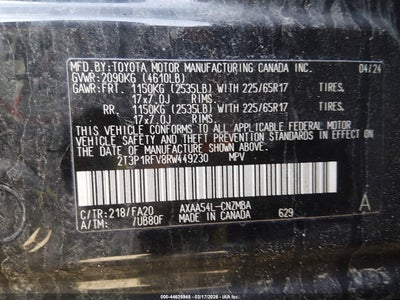 MFD. BY: TOYOTA MOTOR MANUFACTURING CANADA INC. 04/24
GVWR: 2090KG (4610LB)
GAWR: FRT. 1150KG (2535LB) WITH 225/65R17 TIRES.
17x7.0J RIMS.
RR. 1150KG (2535LB) WITH 225/65R17 TIRES.
17x7.0J RIMS.
THIS VEHICLE CONFORMS TO ALL APPLICABLE FEDERAL MOTOR
VEHICLE SAFETY AND BUMPER STANDARDS IN EFFECT ON THE
DATE OF MANUFACTURE SHOWN ABOVE.
2T3P1RFV8RW449230 MPV
C/TR: 218/FA20 AXAA54L-CNZMBA
A/TM: /UB80F MADE IN CANADA 629
000-44629948 - 03/17/2026 - IAA, Inc.